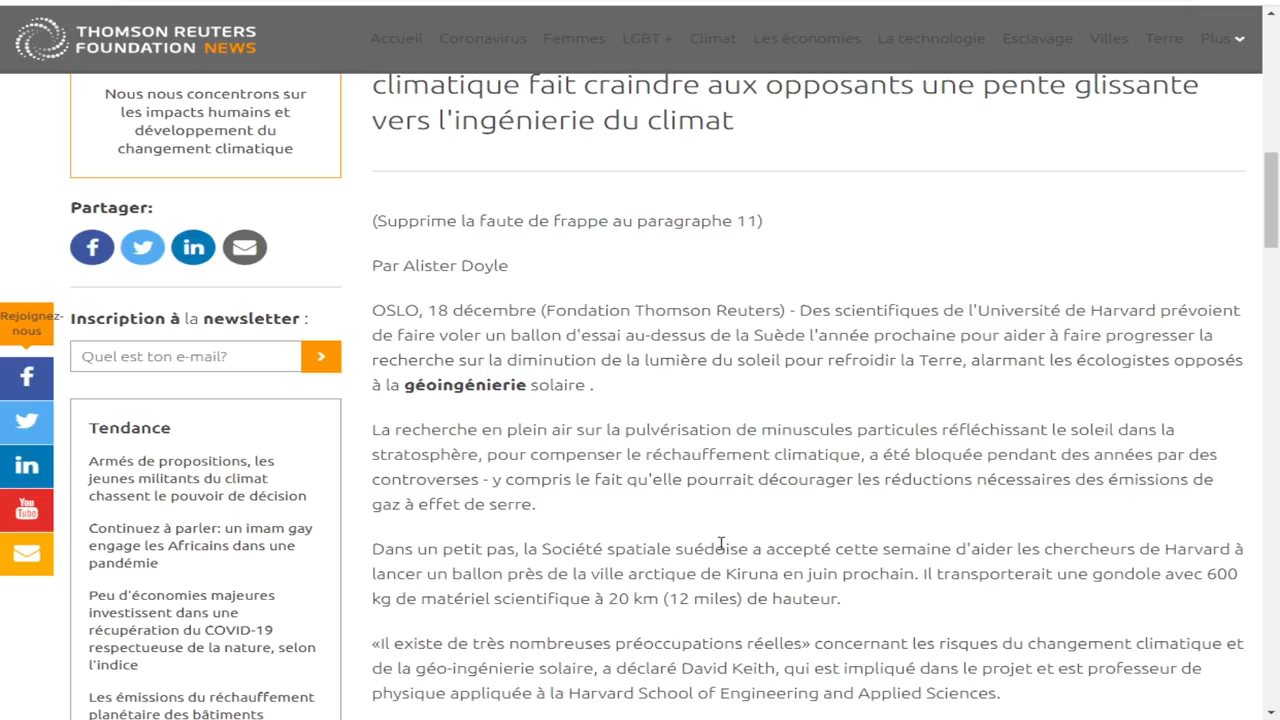 THOMSON REUTERS
FOUNDATION NEWS
Accueil Coronavirus Femmes LGBT + Climat Les économies La technologie Esclavage Villes Terre Plus
Nous nous concentrons sur
les impacts humains et
développement du
changement climatique
Partager:
Rejoignez-
nous
Inscription à la newsletter :
Quel est ton e-mail?
Tendance
Armés de propositions, les
jeunes militants du climat
chassent le pouvoir de décision
Continuez à parler: un imam gay
engage les Africains dans une
pandémie
Peu d'économies majeures
investissent dans une
récupération du COVID-19
respectueuse de la nature, selon
l'indice
Les émissions du réchauffement
planétaire des bâtiments
climatique fait craindre aux opposants une pente glissante
vers l'ingénierie du climat
(Supprime la faute de frappe au paragraphe 11)
Par Alister Doyle
OSLO, 18 décembre (Fondation Thomson Reuters) - Des scientifiques de l'Université de Harvard prévoient
de faire voler un ballon d'essai au-dessus de la Suède l'année prochaine pour aider à faire progresser la
recherche sur la diminution de la lumière du soleil pour refroidir la Terre, alarmant les écologistes opposés
à la géoingénierie solaire .
La recherche en plein air sur la pulvérisation de minuscules particules réfléchissant le soleil dans la
stratosphère, pour compenser le réchauffement climatique, a été bloquée pendant des années par des
controverses - y compris le fait qu'elle pourrait décourager les réductions nécessaires des émissions de
gaz à effet de serre.
Dans un petit pas, la Société spatiale suédoise a accepté cette semaine d'aider les chercheurs de Harvard à
lancer un ballon près de la ville arctique de Kiruna en juin prochain. Il transporterait une gondole avec 600
kg de matériel scientifique à 20 km (12 miles) de hauteur.
«Il existe de très nombreuses préoccupations réelles» concernant les risques du changement climatique et
de la géo-ingénierie solaire, a déclaré David Keith, qui est impliqué dans le projet et est professeur de
physique appliquée à la Harvard School of Engineering and Applied Sciences.
You
Tube